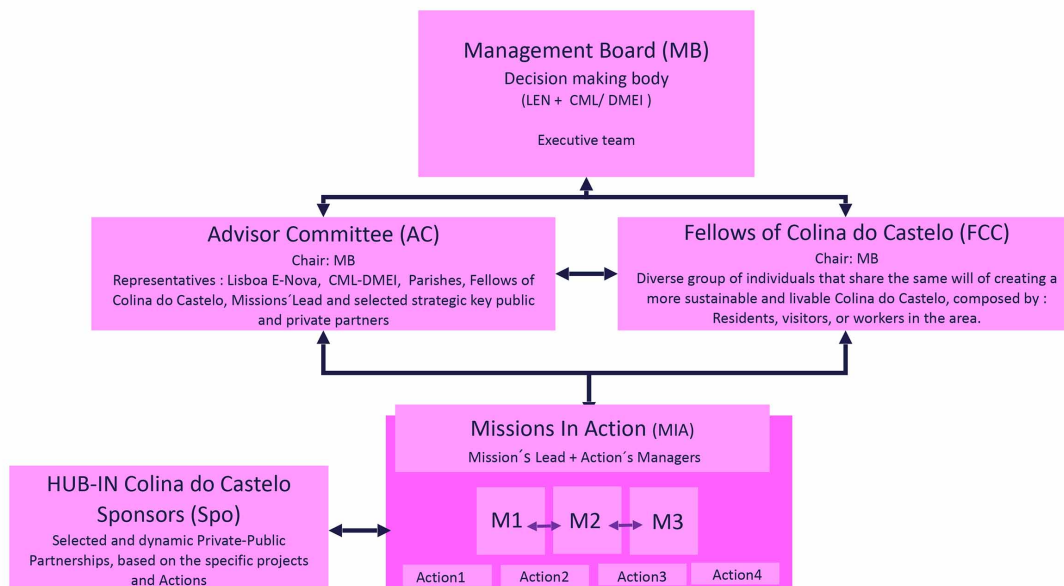 Management Board (MB)
Decision making body
(LEN + CML/ DMEI )
Executive team
Advisor Committee (AC)
Chair: MB
Representatives : Lisboa E-Nova, CML-DMEI, Parishes, Fellows of
Colina do Castelo, Missions´Lead and selected strategic key public
and private partners
Fellows of Colina do Castelo (FCC)
Chair: MB
Diverse group of individuals that share the same will of creating a
more sustainable and livable Colina do Castelo, composed by :
Residents, visitors, or workers in the area.
Missions In Action (MIA)
Mission´s Lead + Action´s Managers
HUB-IN Colina do Castelo
Sponsors (Spo)
Selected and dynamic Private-Public
Partnerships, based on the specific projects
and Actions
M1 M2 M3
Action1 Action2 Action3 Action4